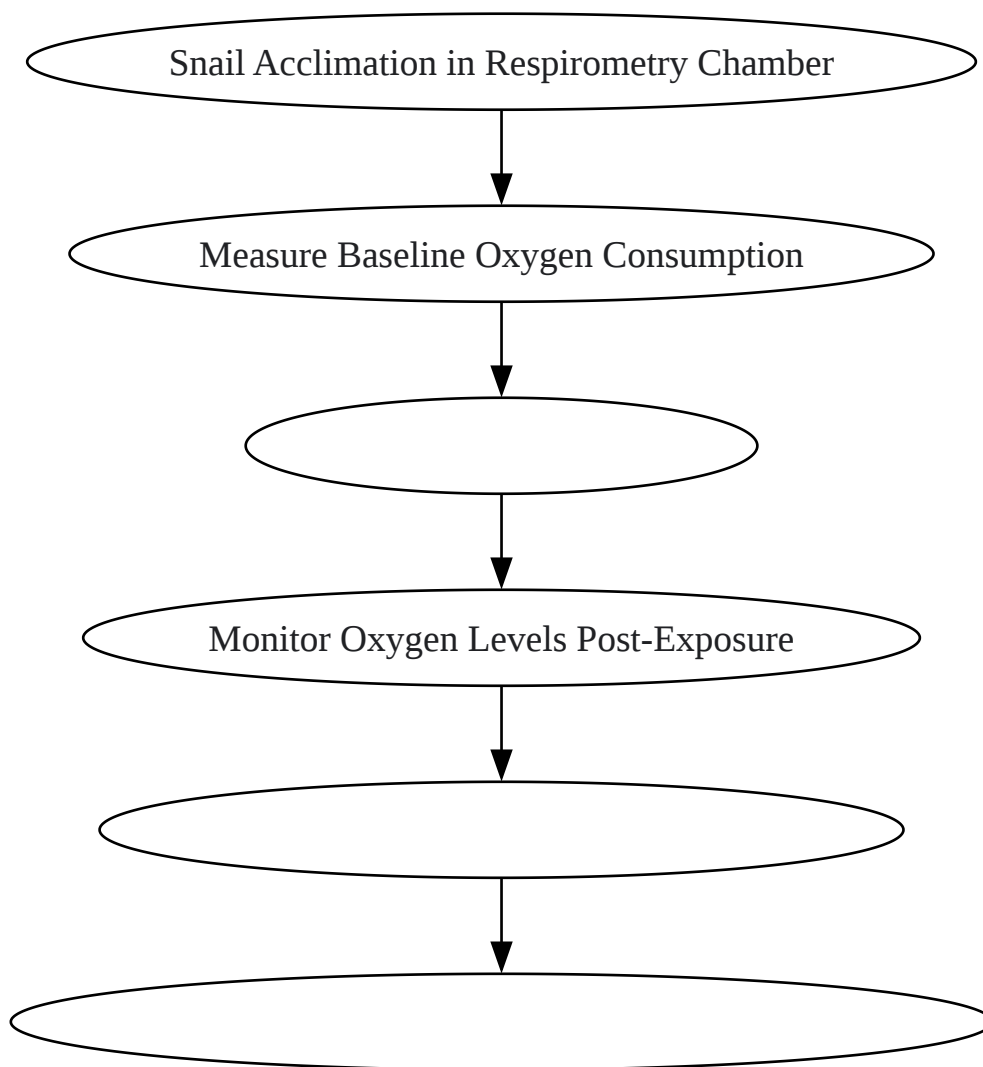 Snail Acclimation in Respirometry Chamber
Measure Baseline Oxygen Consumption
Monitor Oxygen Levels Post-Exposure